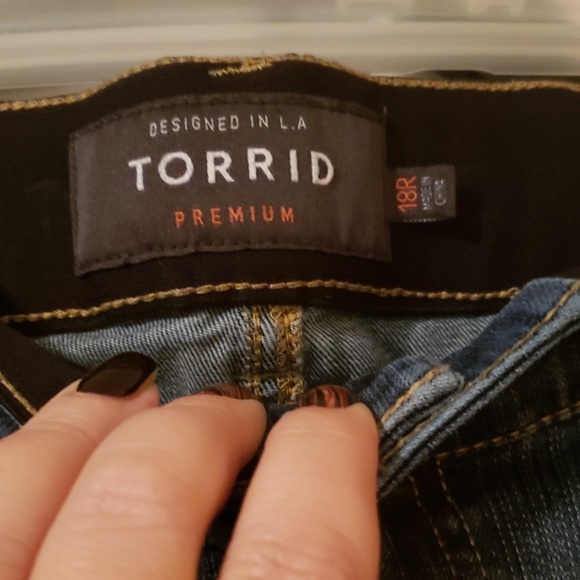 DESIGNED IN L.A
TORRID
PREMIUM
18R
MADE IN
CHINA